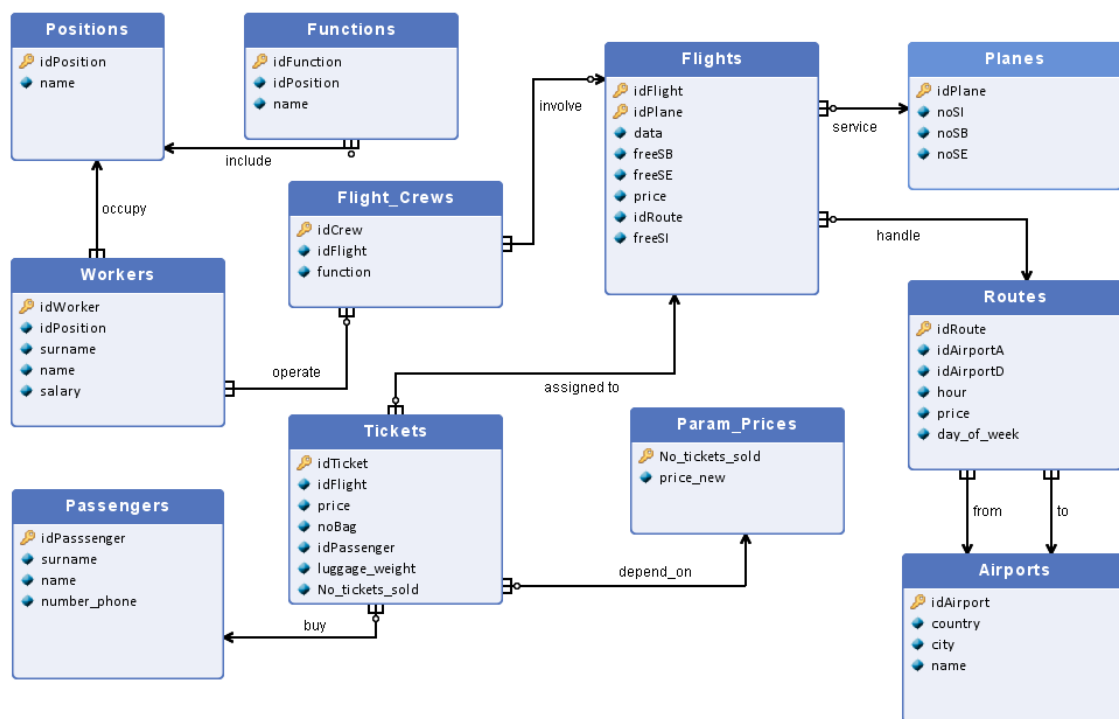 Positions
idPosition
name
Functions
idFunction
idPosition
name
Flights
idFlight
idPlane
data
freeSB
freeSE
price
idRoute
freeSI
Planes
idPlane
noSI
noSB
noSE
involve
service
include
occupy
handle
Flight_Crews
idCrew
idFlight
function
Workers
idWorker
idPosition
surname
name
salary
operate
assigned to
Routes
idRoute
idAirportA
idAirportD
hour
price
day_of_week
Tickets
idTicket
idFlight
price
noBag
idPassenger
luggage_weight
No_tickets_sold
Param_Prices
No_tickets_sold
price_new
Passengers
idPasssenger
surname
name
number_phone
from
to
depend_on
buy
Airports
idAirport
country
city
name